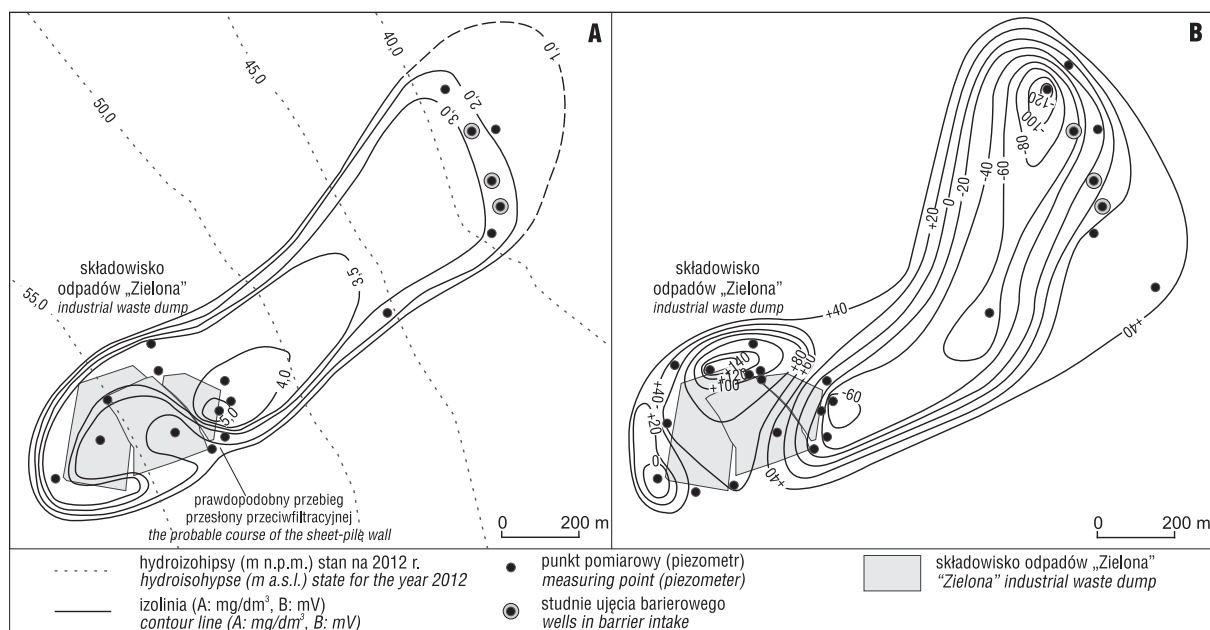 A
50,0
45,0
40,0
1,0
2,0
3,0
3,5
4,0
5,0
55,0
składowisko
odpadów „Zielona”
industrial waste dump
prawdopodobny przebieg
przesłony przeciwfiltracyjnej
the probable course of the sheet-pile wall
0 200 m
B
-120
-100
-80
-60
-40
-20
0
+20
+40
składowisko
odpadów „Zielona”
industrial waste dump
+40
+80
+60
+140
+120
+100
-60
+40
+20
0
+40
0 200 m
hydroizohipsy (m n.p.m.) stan na 2012 r.
hydroisohypse (m a.s.l.) state for the year 2012
izolinia (A: mg/dm³, B: mV)
contour line (A: mg/dm³, B: mV)
punkt pomiarowy (piezometr)
measuring point (piezometer)
studnie ujęcia barierowego
wells in barrier intake
składowisko odpadów „Zielona”
“Zielona” industrial waste dump